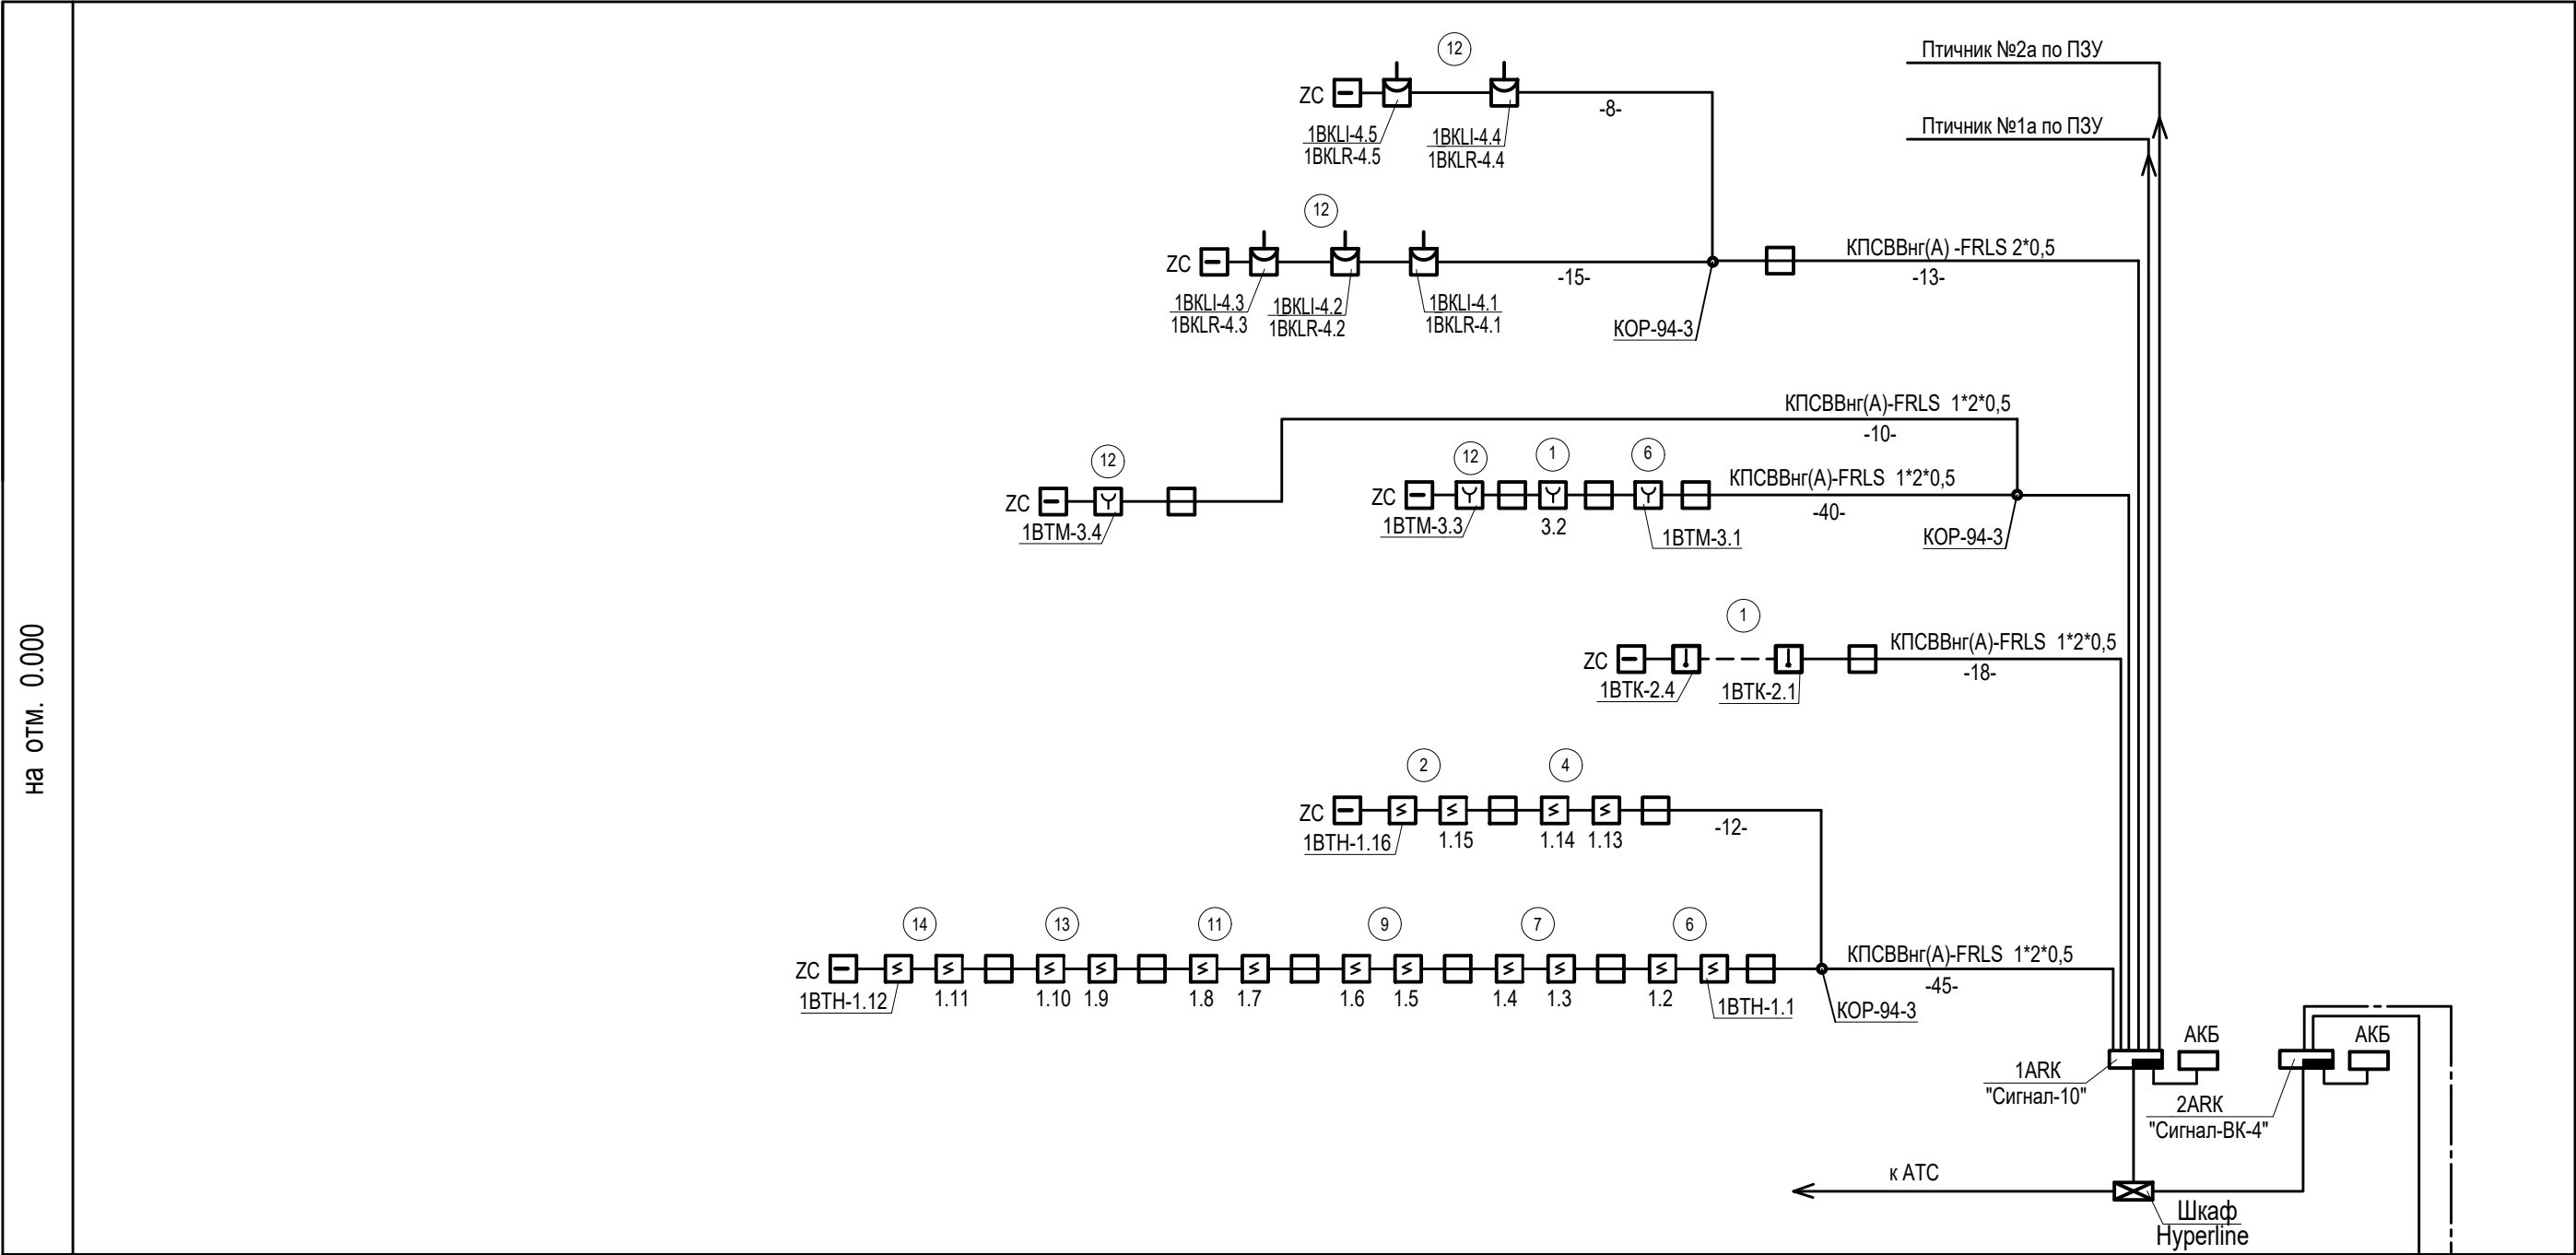 Птичник №2а по ПЗУ
12
ZC
-8-
1BKLI-4.5
1BKLR-4.5
1BKLI-4.4
1BKLR-4.4
Птичник №1а по ПЗУ
12
ZC
КПСВВнг(А) -FRLS 2*0,5
-15-
-13-
1BKLI-4.3
1BKLR-4.3
1BKLI-4.2
1BKLR-4.2
1BKLI-4.1
1BKLR-4.1
КОР-94-3
КПСВВнг(А)-FRLS 1*2*0,5
-10-
12
ZC
1ВТМ-3.4
12
1
6
ZC
КПСВВнг(А)-FRLS 1*2*0,5
-40-
1ВТМ-3.3
3.2
1ВТМ-3.1
КОР-94-3
1
ZC
КПСВВнг(А)-FRLS 1*2*0,5
-18-
1ВТК-2.4
1ВТК-2.1
на отм. 0.000
2
4
ZC
-12-
1ВТН-1.16
1.15
1.14
1.13
14
13
11
9
7
6
ZC
КПСВВнг(А)-FRLS 1*2*0,5
-45-
1ВТН-1.12
1.11
1.10
1.9
1.8
1.7
1.6
1.5
1.4
1.3
1.2
1ВТН-1.1
КОР-94-3
АКБ
АКБ
1ARK
"Сигнал-10"
2ARK
"Сигнал-ВК-4"
к АТС
Шкаф
Hyperline